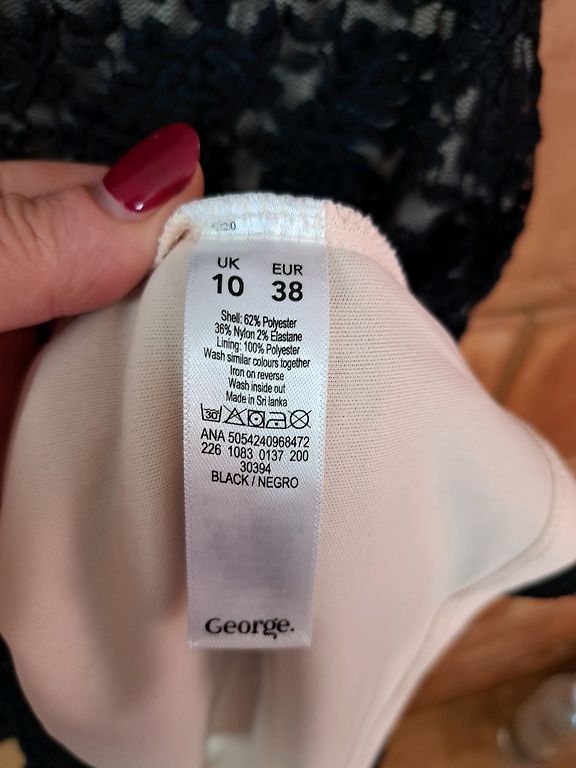 UK EUR
10 38
Shell: 62% Polyester
36% Nylon 2% Elastane
Lining: 100% Polyester
Wash similar colours together
Iron on reverse
Wash inside out
Made in Sri lanka
30°
ANA 5054240968472
226 1083 0137 200
30394
BLACK / NEGRO
George.